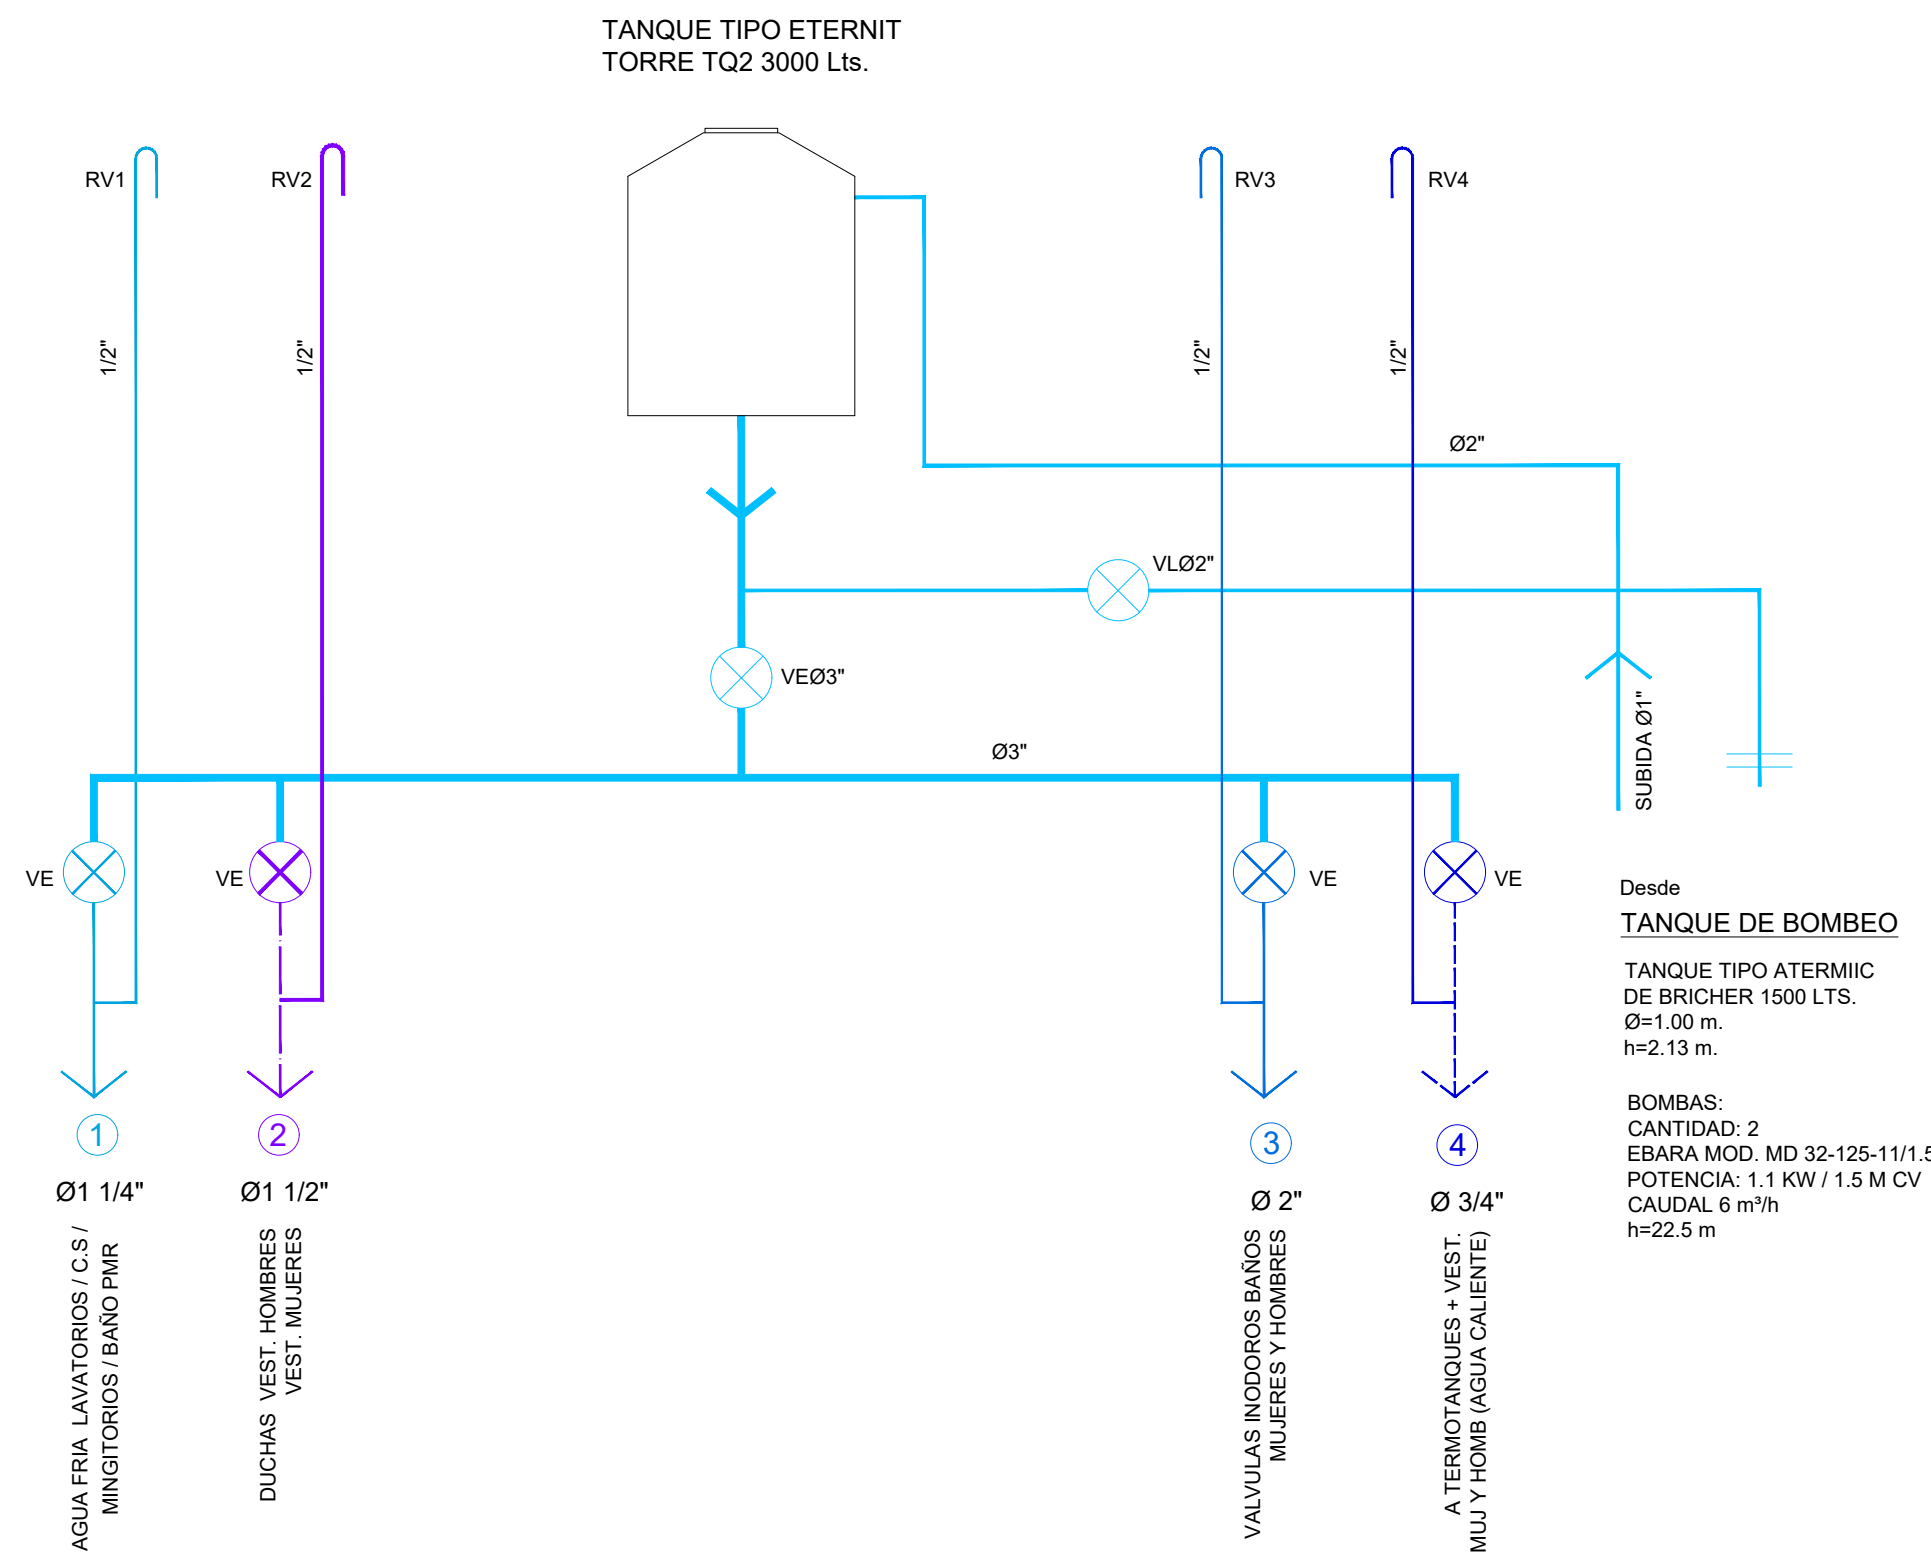 TANQUE TIPO ETERNIT
TORRE TQ2 3000 Lts.
RV1
RV2
RV3
RV4
1/2"
1/2"
1/2"
1/2"
Ø2"
VLØ2"
VEØ3"
SUBIDA Ø1"
Ø3"
VE
VE
VE
VE
Desde
TANQUE DE BOMBEO
TANQUE TIPO ATERMIIC
DE BRICHER 1500 LTS.
Ø=1.00 m.
h=2.13 m.
BOMBAS:
CANTIDAD: 2
EBARA MOD. MD 32-125-11/1.5
POTENCIA: 1.1 KW / 1.5 M CV
CAUDAL 6 m³/h
h=22.5 m
1
2
3
4
Ø1 1/4"
Ø1 1/2"
Ø 2"
Ø 3/4"
AGUA FRIA LAVATORIOS / C.S /
MINGITORIOS / BAÑO PMR
DUCHAS VEST. HOMBRES
VEST. MUJERES
VALVULAS INODOROS BAÑOS
MUJERES Y HOMBRES
A TERMOTANQUES + VEST.
MUJ Y HOMB (AGUA CALIENTE)